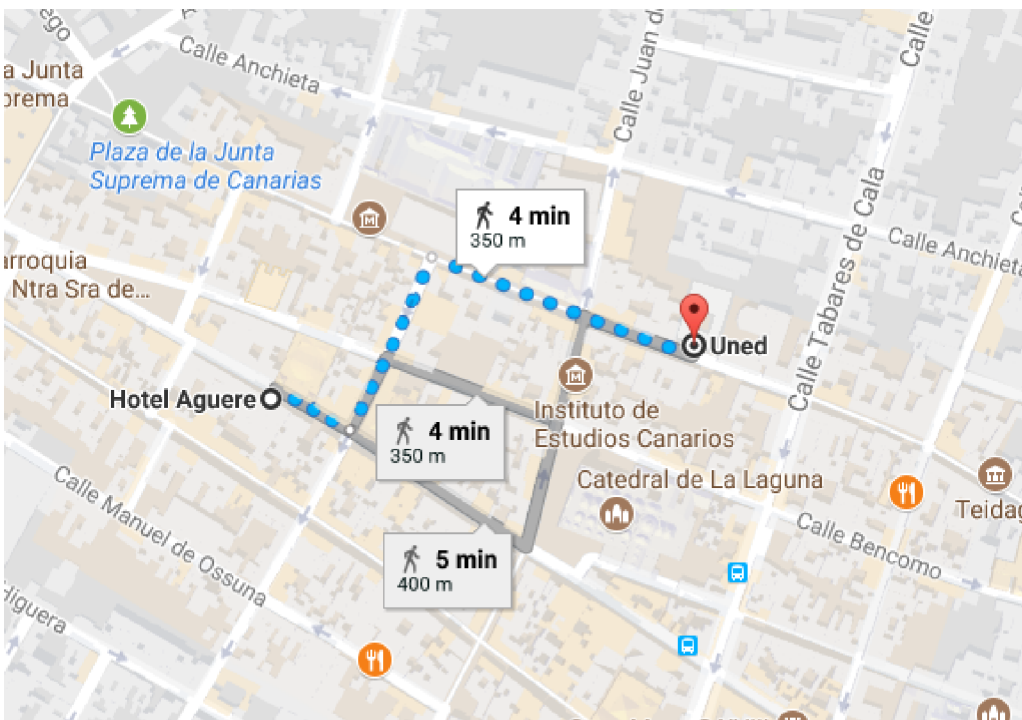 ego
Calle Anchieta
a Junta
prema
Plaza de la Junta
Suprema de Canarias
Calle Juan d
Calle
4 min
350 m
Calle Tabares de Cala
Calle Anchieta
arroquia
Ntra Sra de...
Uned
Hotel Aguere
4 min
350 m
Instituto de
Estudios Canarios
Catedral de La Laguna
Teidag
Calle Manuel de Ossuna
Calle Bencomo
5 min
400 m
Higuera